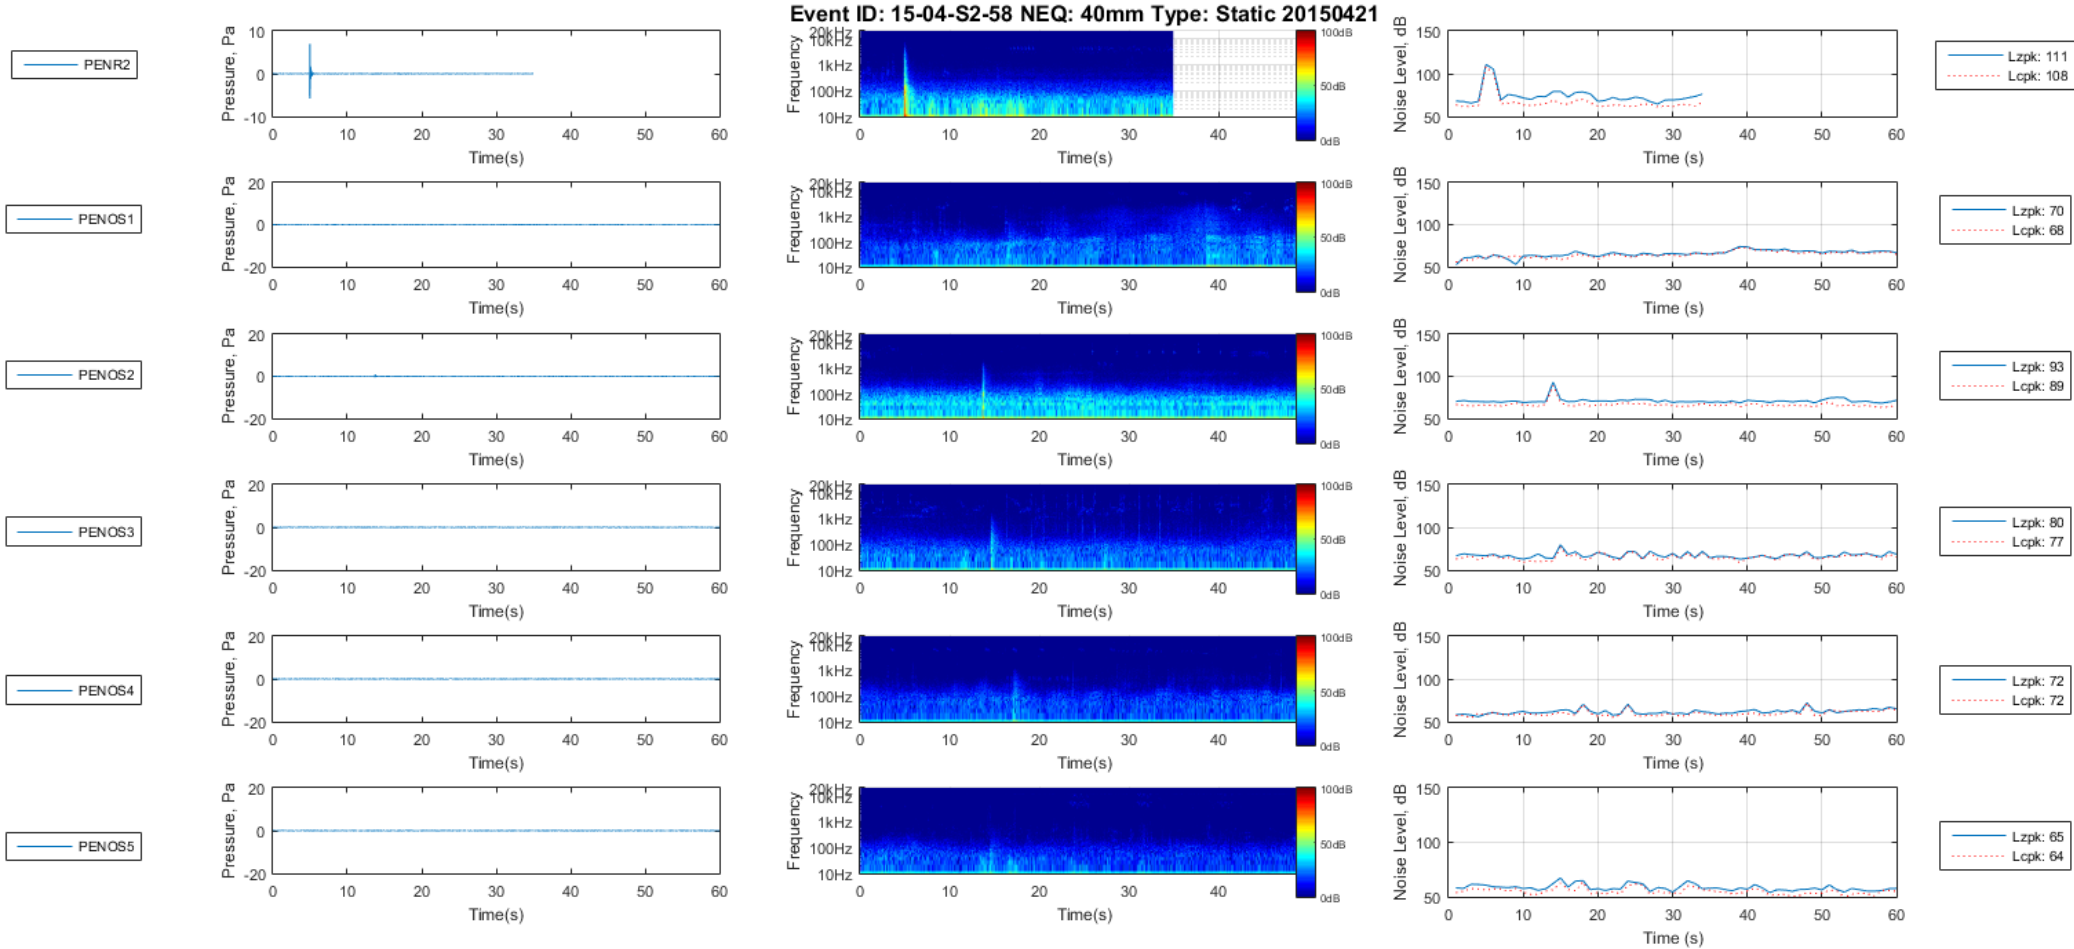 Event ID: 15-04-S2-58 NEQ: 40mm Type: Static 20150421
PENR2
Pressure, Pa
10
0
-10
0 10 20 30 40 50 60
Time(s)
Frequency
20kHz
10kHz
1kHz
100Hz
10Hz
0 10 20 30 40
Time(s)
100dB
50dB
0dB
Noise Level, dB
150
100
50
0 10 20 30 40 50 60
Time (s)
Lzpk: 111
Lcpk: 108
PENOS1
Pressure, Pa
20
0
-20
0 10 20 30 40 50 60
Time(s)
Frequency
20kHz
10kHz
1kHz
100Hz
10Hz
0 10 20 30 40
Time(s)
100dB
50dB
0dB
Noise Level, dB
150
100
50
0 10 20 30 40 50 60
Time (s)
Lzpk: 70
Lcpk: 68
PENOS2
Pressure, Pa
20
0
-20
0 10 20 30 40 50 60
Time(s)
Frequency
20kHz
10kHz
1kHz
100Hz
10Hz
0 10 20 30 40
Time(s)
100dB
50dB
0dB
Noise Level, dB
150
100
50
0 10 20 30 40 50 60
Time (s)
Lzpk: 93
Lcpk: 89
PENOS3
Pressure, Pa
20
0
-20
0 10 20 30 40 50 60
Time(s)
Frequency
20kHz
10kHz
1kHz
100Hz
10Hz
0 10 20 30 40
Time(s)
100dB
50dB
0dB
Noise Level, dB
150
100
50
0 10 20 30 40 50 60
Time (s)
Lzpk: 80
Lcpk: 77
PENOS4
Pressure, Pa
20
0
-20
0 10 20 30 40 50 60
Time(s)
Frequency
20kHz
10kHz
1kHz
100Hz
10Hz
0 10 20 30 40
Time(s)
100dB
50dB
0dB
Noise Level, dB
150
100
50
0 10 20 30 40 50 60
Time (s)
Lzpk: 72
Lcpk: 72
PENOS5
Pressure, Pa
20
0
-20
0 10 20 30 40 50 60
Time(s)
Frequency
20kHz
10kHz
1kHz
100Hz
10Hz
0 10 20 30 40
Time(s)
100dB
50dB
0dB
Noise Level, dB
150
100
50
0 10 20 30 40 50 60
Time (s)
Lzpk: 65
Lcpk: 64